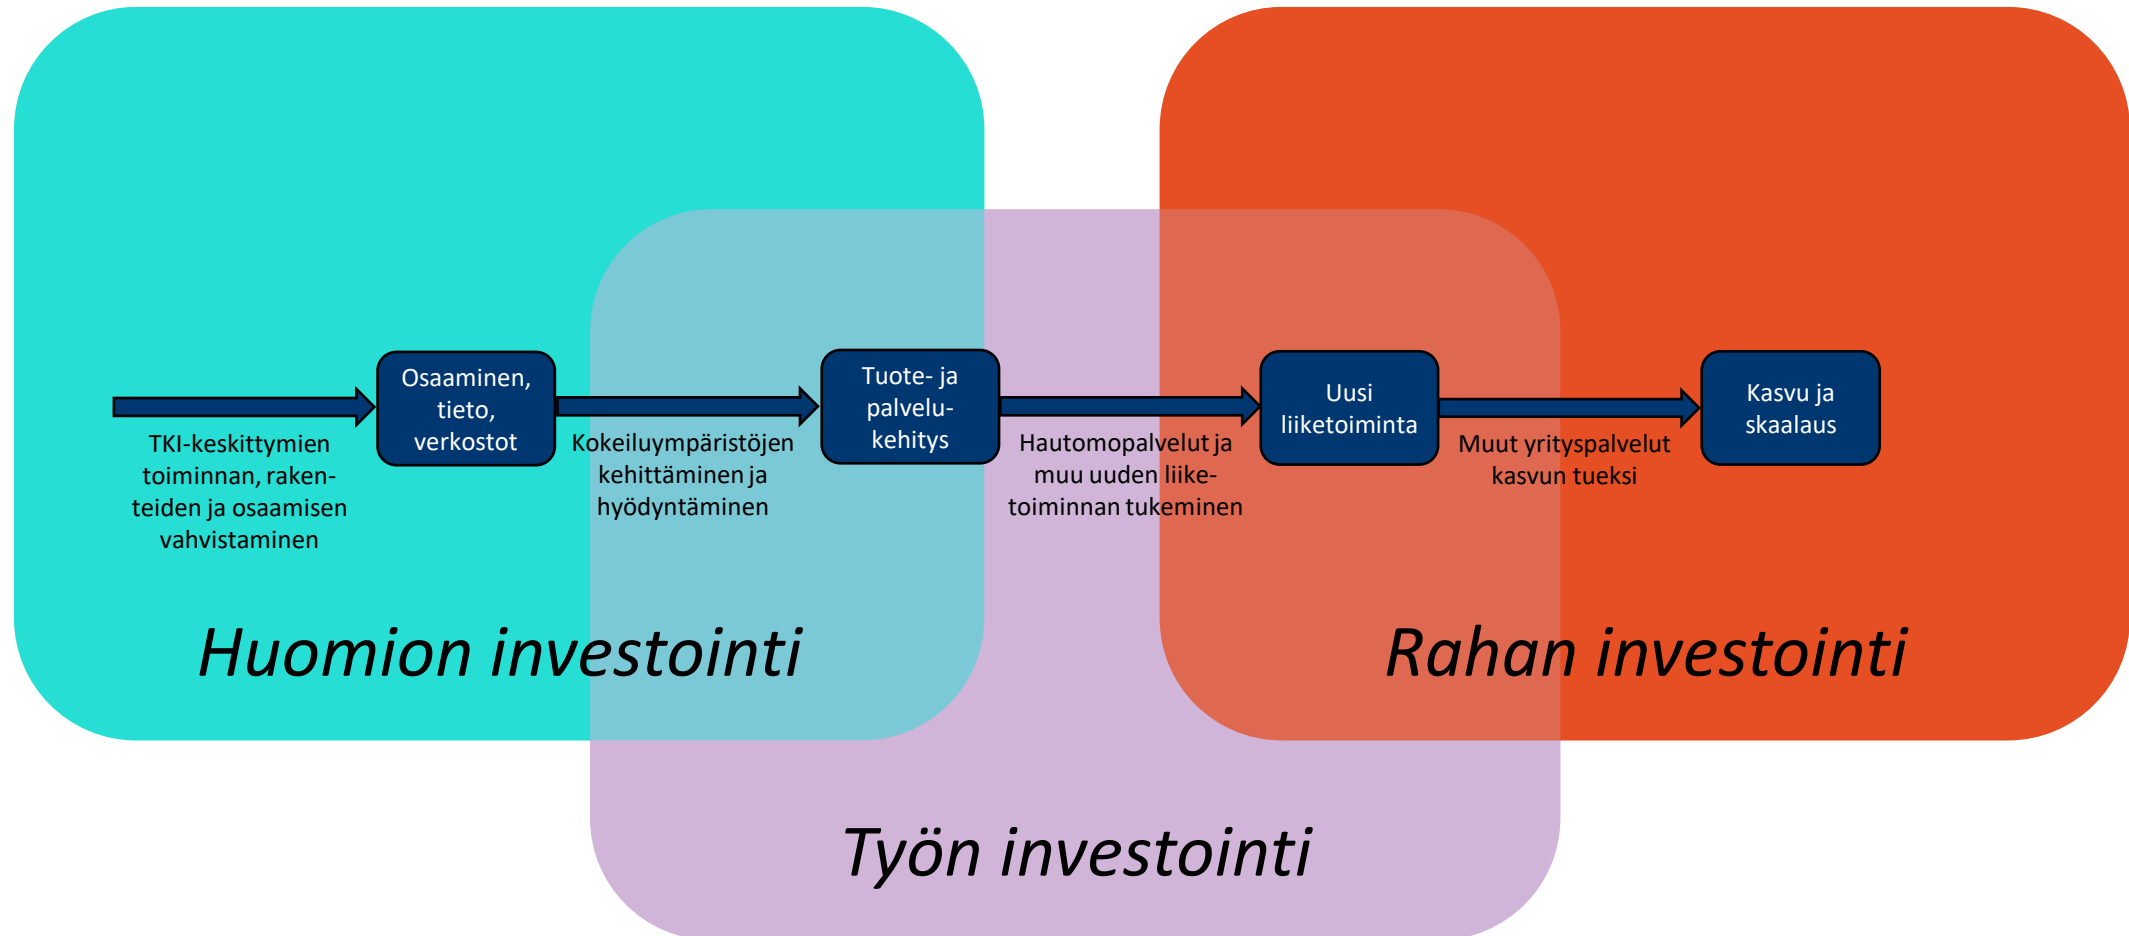 TKI-keskittymien
toiminnan, raken-
teiden ja osaamisen
vahvistaminen
Osaaminen,
tieto,
verkostot
Kokeiluympäristöjen
kehittäminen ja
hyödyntäminen
Tuote- ja
palvelu-
kehitys
Hautomopalvelut ja
muu uuden liike-
toiminnan tukeminen
Uusi
liiketoiminta
Muut yrityspalvelut
kasvun tueksi
Kasvu ja
skaalaus
Huomion investointi
Rahan investointi
Työn investointi